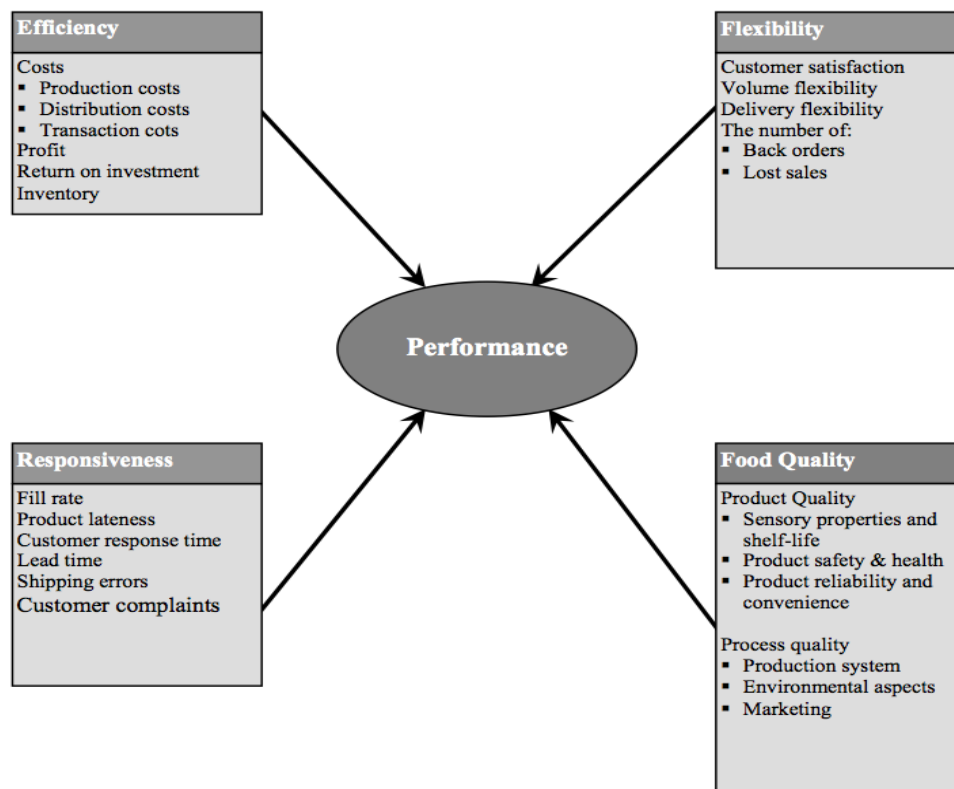 Efficiency
Costs
▪ Production costs
▪ Distribution costs
▪ Transaction cots
Profit
Return on investment
Inventory
Flexibility
Customer satisfaction
Volume flexibility
Delivery flexibility
The number of:
▪ Back orders
▪ Lost sales
Performance
Responsiveness
Fill rate
Product lateness
Customer response time
Lead time
Shipping errors
Customer complaints
Food Quality
Product Quality
▪ Sensory properties and
shelf-life
▪ Product safety & health
▪ Product reliability and
convenience
Process quality
▪ Production system
▪ Environmental aspects
▪ Marketing